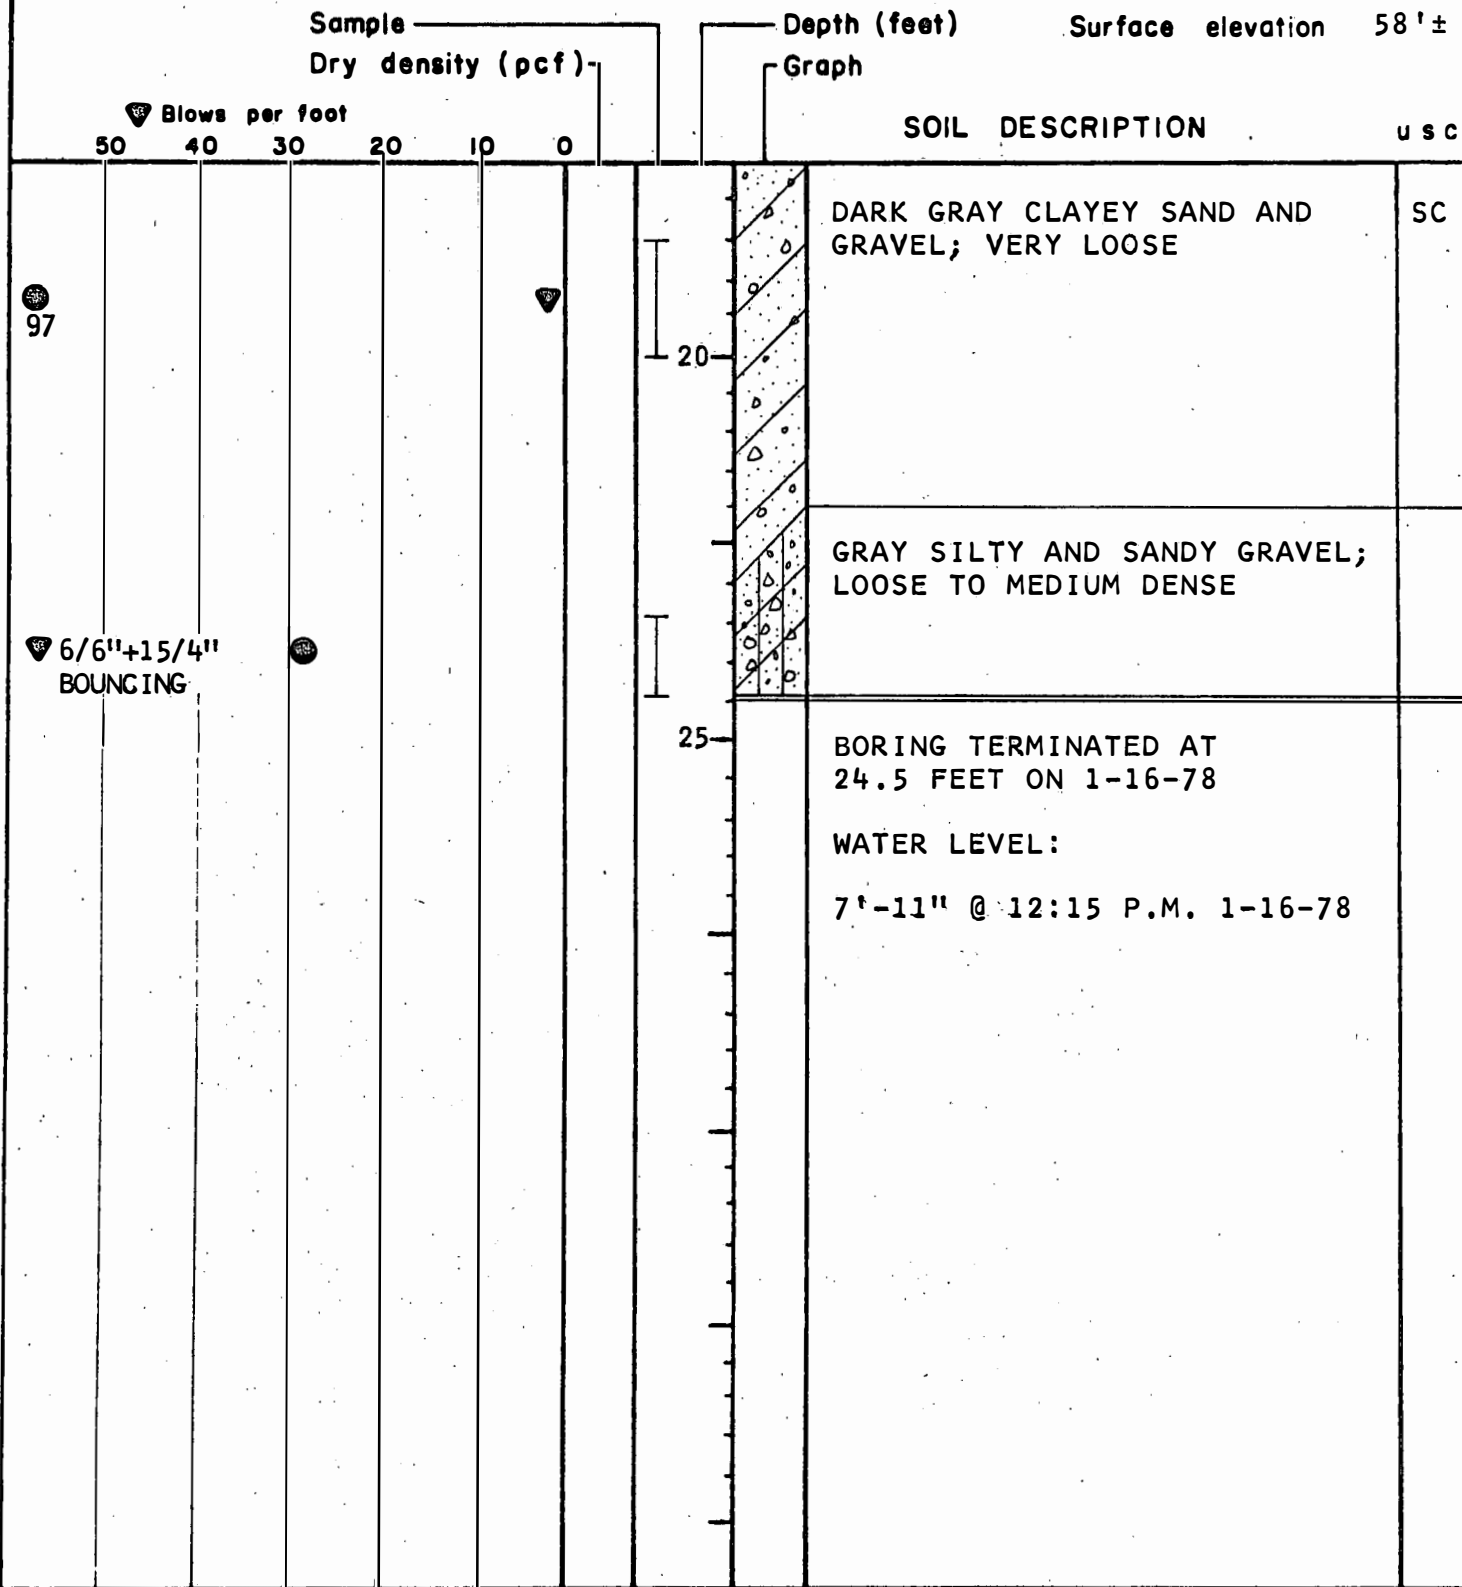 Sample
Depth (feet)
Surface elevation 58'±
Dry density (pcf)
Graph
Blows per foot
50 40 30 20 10 0
SOIL DESCRIPTION
usc
DARK GRAY CLAYEY SAND AND
GRAVEL; VERY LOOSE
SC
97
20
GRAY SILTY AND SANDY GRAVEL;
LOOSE TO MEDIUM DENSE
6/6"+15/4"
BOUNCING
25
BORING TERMINATED AT
24.5 FEET ON 1-16-78
WATER LEVEL:
7'-11" @ 12:15 P.M. 1-16-78